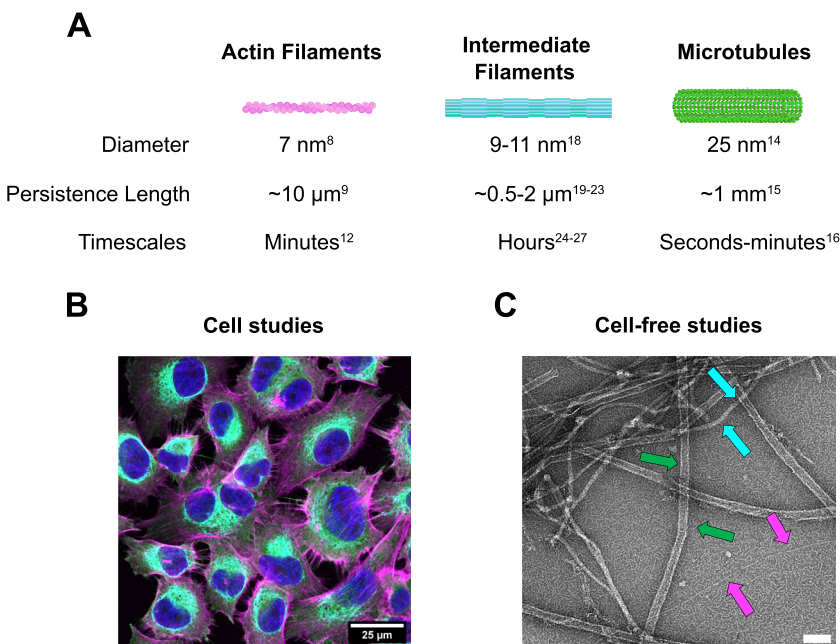 A
Actin Filaments
Intermediate
Filaments
Microtubules
Diameter 7 nm⁸ 9-11 nm¹⁸ 25 nm¹⁴
Persistence Length ~10 µm⁹ ~0.5-2 µm¹⁹⁻²³ ~1 mm¹⁵
Timescales Minutes¹² Hours²⁴⁻²⁷ Seconds-minutes¹⁶
B
Cell studies
C
Cell-free studies
25 µm